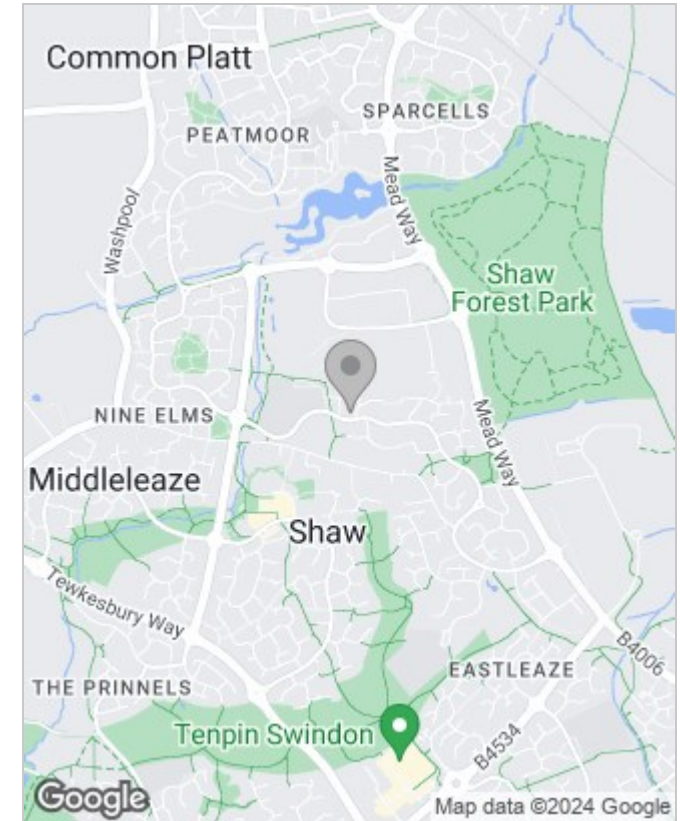 Common Platt
SPARCELLS
PEATMOOR
Mead Way
Washpool
Shaw
Forest Park
NINE ELMS
Mead Way
Middleleaze
Shaw
Tewkesbury Way
B4006
EASTLEAZE
THE PRINNELS
Tenpin Swindon
B4534
Google
Map data ©2024 Google